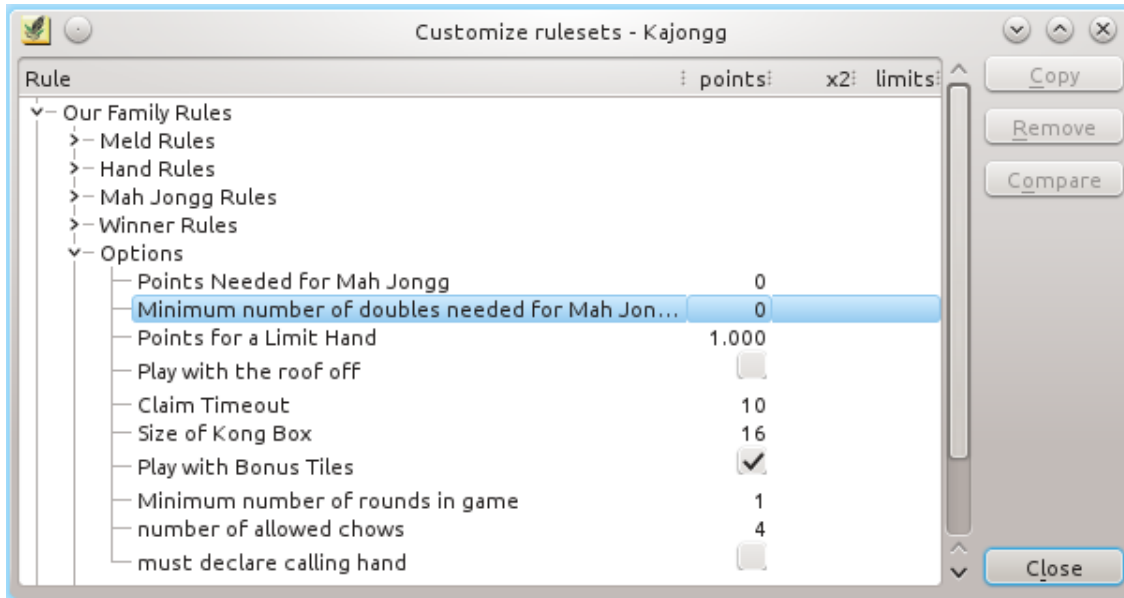 Customize rulesets - Kajongg
Rule points x2 limits
Copy
Our Family Rules
Meld Rules
Remove
Hand Rules
Compare
Mah Jongg Rules
Winner Rules
Options
Points Needed for Mah Jongg 0
Minimum number of doubles needed for Mah Jon... 0
Points for a Limit Hand 1.000
Play with the roof off
Claim Timeout 10
Size of Kong Box 16
Play with Bonus Tiles
Minimum number of rounds in game 1
number of allowed chows 4
must declare calling hand
Close